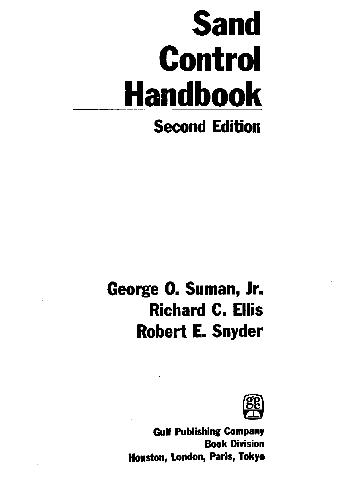 Sand
Control
Handbook
Second Edition
George O. Suman, Jr.
Richard C. Ellis
Robert E. Snyder
Gulf Publishing Company
Book Division
Houston, London, Paris, Tokyo